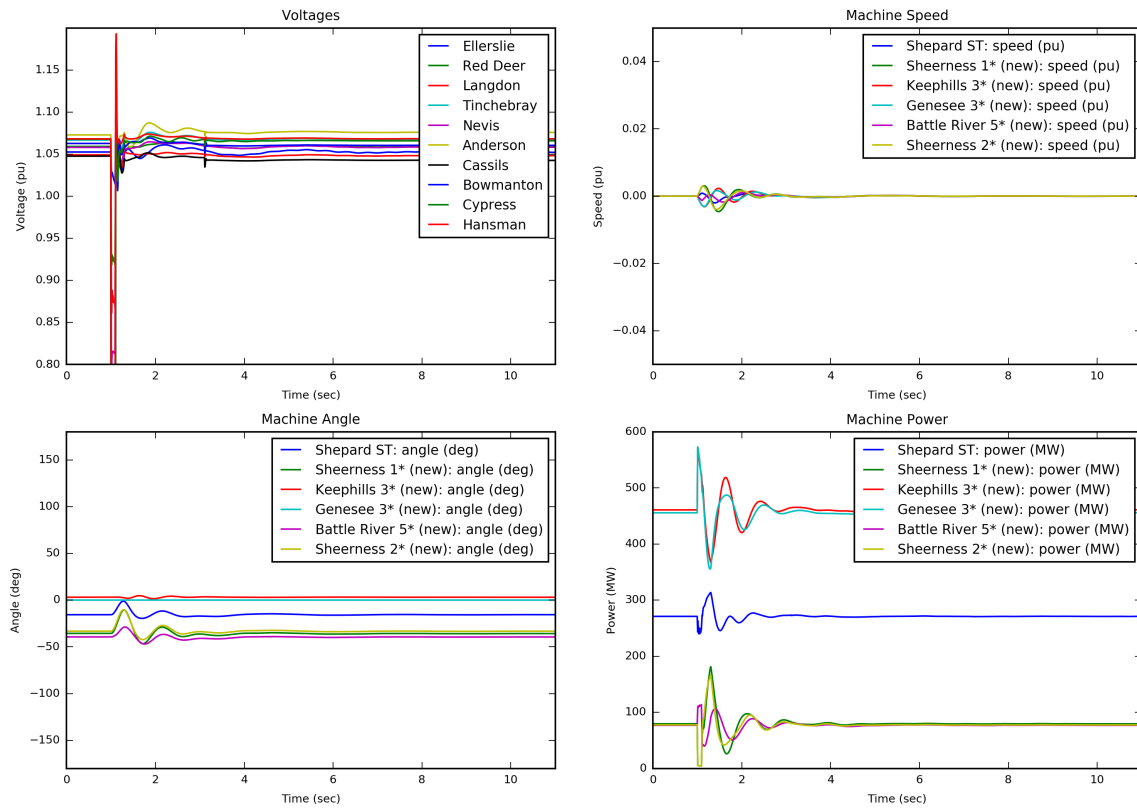 Voltages
Voltage (pu)
1.15
1.10
1.05
1.00
0.95
0.90
0.85
0.80
0 2 4 6 8 10
Time (sec)
Ellerslie
Red Deer
Langdon
Tinchebray
Nevis
Anderson
Cassils
Bowmanton
Cypress
Hansman
Machine Speed
Speed (pu)
0.04
0.02
0.00
−0.02
−0.04
0 2 4 6 8 10
Time (sec)
Shepard ST: speed (pu)
Sheerness 1* (new): speed (pu)
Keephills 3* (new): speed (pu)
Genesee 3* (new): speed (pu)
Battle River 5* (new): speed (pu)
Sheerness 2* (new): speed (pu)
Machine Angle
Angle (deg)
150
100
50
0
−50
−100
−150
0 2 4 6 8 10
Time (sec)
Shepard ST: angle (deg)
Sheerness 1* (new): angle (deg)
Keephills 3* (new): angle (deg)
Genesee 3* (new): angle (deg)
Battle River 5* (new): angle (deg)
Sheerness 2* (new): angle (deg)
Machine Power
Power (MW)
600
500
400
300
200
100
0
0 2 4 6 8 10
Time (sec)
Shepard ST: power (MW)
Sheerness 1* (new): power (MW)
Keephills 3* (new): power (MW)
Genesee 3* (new): power (MW)
Battle River 5* (new): power (MW)
Sheerness 2* (new): power (MW)